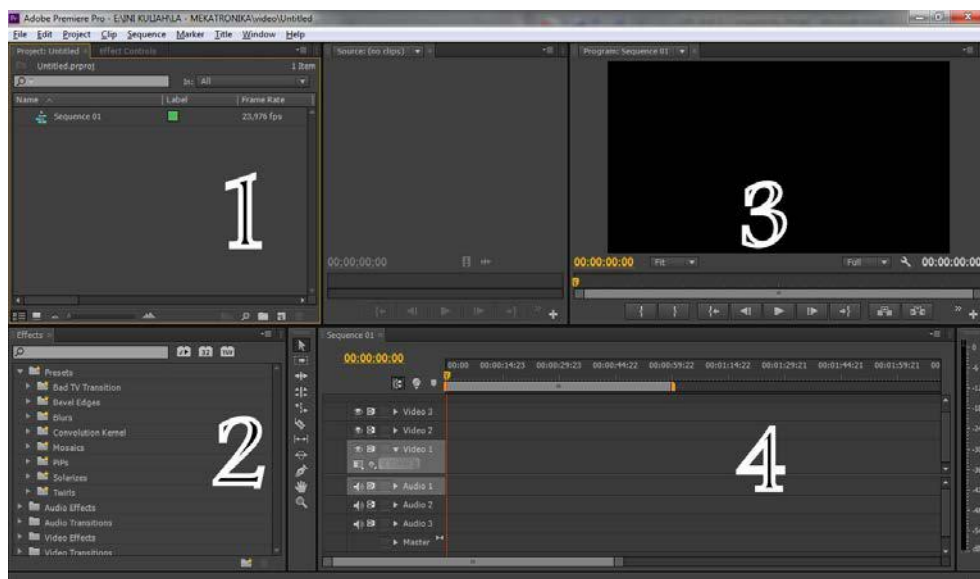 Adobe Premiere Pro - E:\INI KULIAH\LA - MEKATRONIKA\video\Untitled
File Edit Project Clip Sequence Marker Title Window Help
Project: Untitled Effect Controls
Untitled.prproj 1 Item
In: All
Name Label Frame Rate
Sequence 01 23,976 fps
1
Source: (no clips)
00;00;00;00
Program: Sequence 01
3
00:00:00:00 Fit Full 00:00:00:00
Effects
32
Presets
Bad TV Transition
Bevel Edges
Blurs
Convolution Kernel
Mosaics
PiPs
Solarizes
Twirls
Audio Effects
Audio Transitions
Video Effects
Video Transitions
2
Sequence 01
00:00:00:00
00:00 00:00:14:23 00:00:29:23 00:00:44:22 00:00:59:22 00:01:14:22 00:01:29:21 00:01:44:21 00:01:59:21 00
Video 3
Video 2
Video 1
Audio 1
Audio 2
Audio 3
Master
4